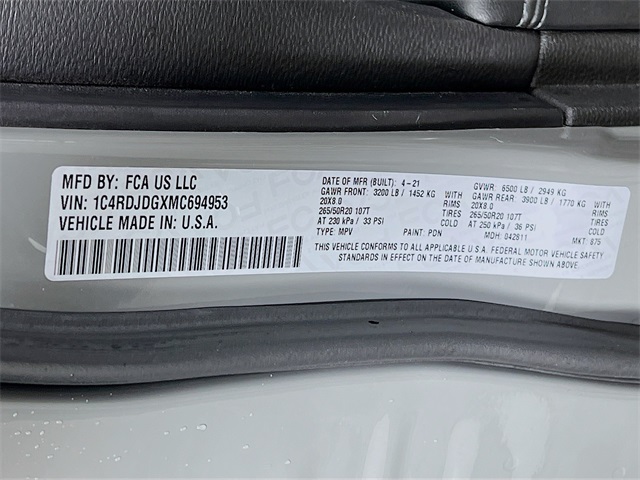 MFD BY: FCA US LLC
VIN: 1C4RDJDGXMC694953
VEHICLE MADE IN: U.S.A.
DATE OF MFR (BUILT): 4-21 GVWR: 6500 LB / 2949 KG
GAWR FRONT: 3200 LB / 1452 KG WITH GAWR REAR: 3900 LB / 1770 KG WITH
20X8.0 RIMS 20X8.0 RIMS
265/50R20 107T TIRES 265/50R20 107T TIRES
AT 230 kPa / 33 PSI COLD AT 250 kPa / 36 PSI COLD
TYPE: MPV PAINT: PDN MDH: 042811 MKT: 875
THIS VEHICLE CONFORMS TO ALL APPLICABLE U.S.A. FEDERAL MOTOR VEHICLE SAFETY
STANDARDS IN EFFECT ON THE DATE OF MANUFACTURE SHOWN ABOVE.